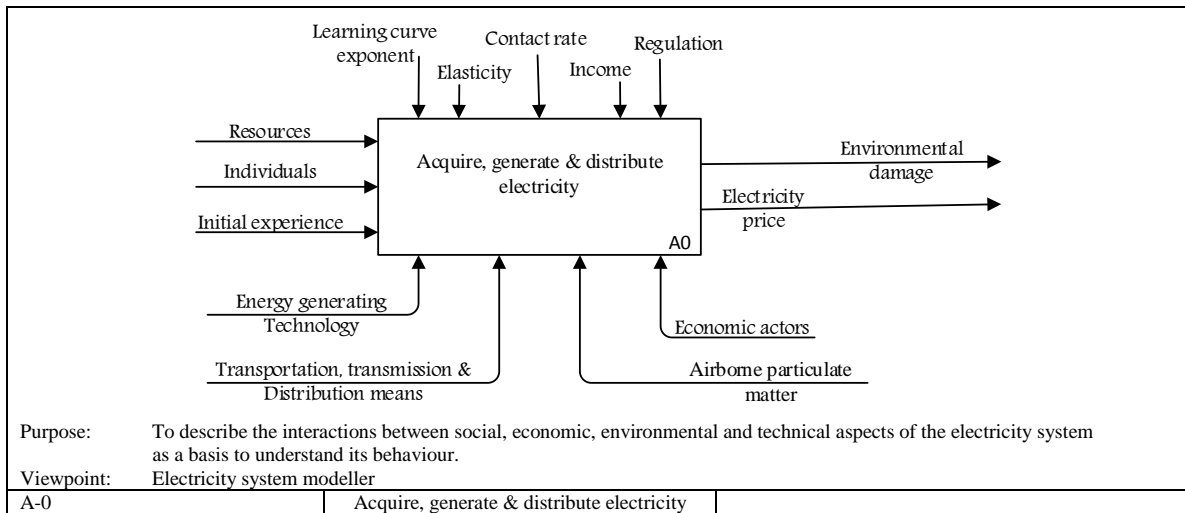 Learning curve
exponent
Contact rate
Regulation
Elasticity
Income
Resources
Individuals
Initial experience
Acquire, generate & distribute
electricity
A0
Environmental
damage
Electricity
price
Energy generating
Technology
Economic actors
Transportation, transmission &
Distribution means
Airborne particulate
matter
Purpose: To describe the interactions between social, economic, environmental and technical aspects of the electricity system
as a basis to understand its behaviour.
Viewpoint: Electricity system modeller
A-0 Acquire, generate & distribute electricity